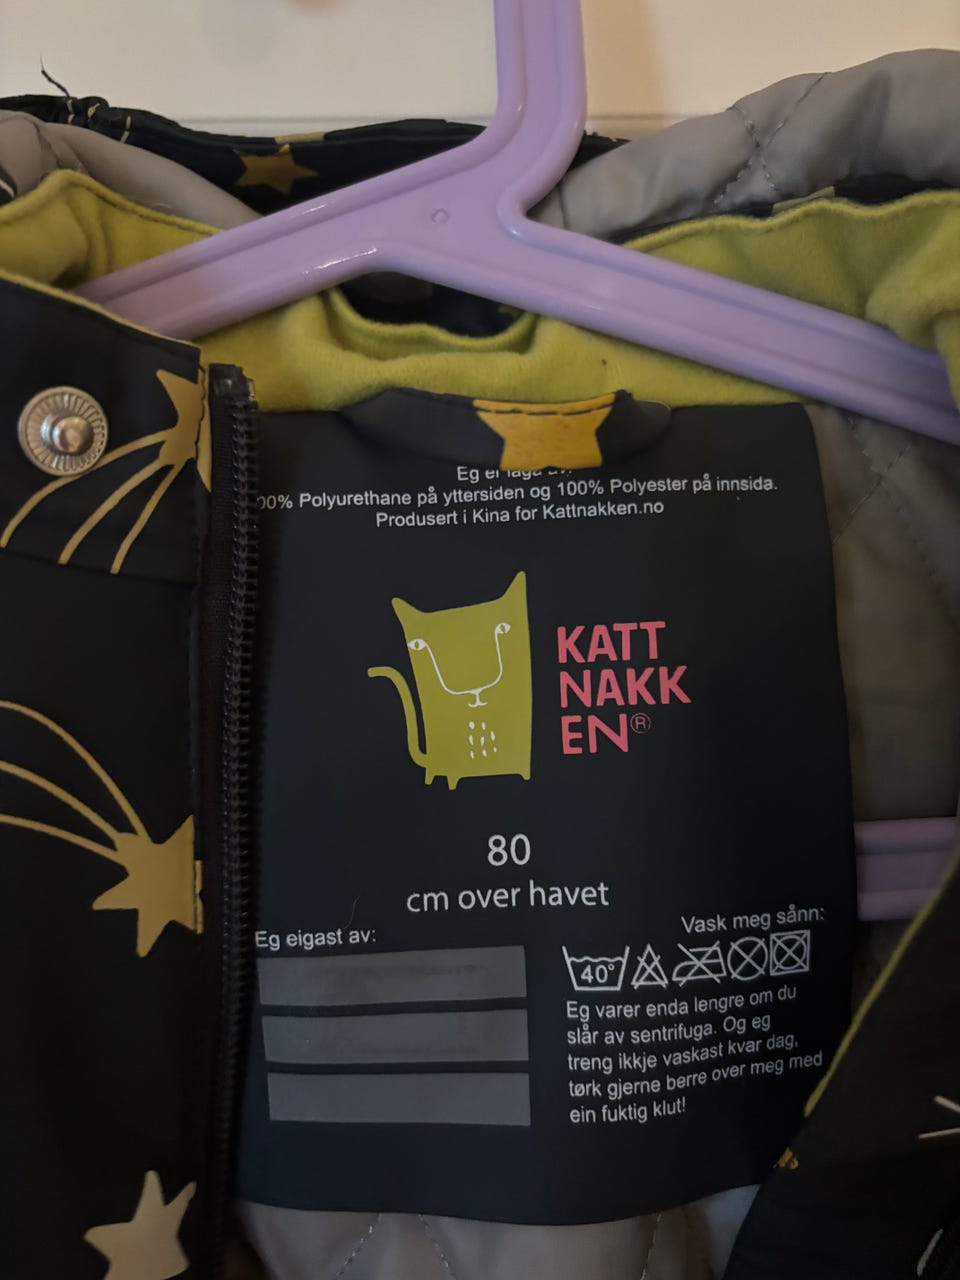 Eg er laga av:
00% Polyurethane på yttersiden og 100% Polyester på innsida.
Produsert i Kina for Kattnakken.no
KATT
NAKK
EN®
80
cm over havet
Eg eigast av:
Vask meg sånn:
40°
Eg varer enda lengre om du
slår av sentrifuga. Og eg
treng ikkje vaskast kvar dag,
tørk gjerne berre over meg med
ein fuktig klut!